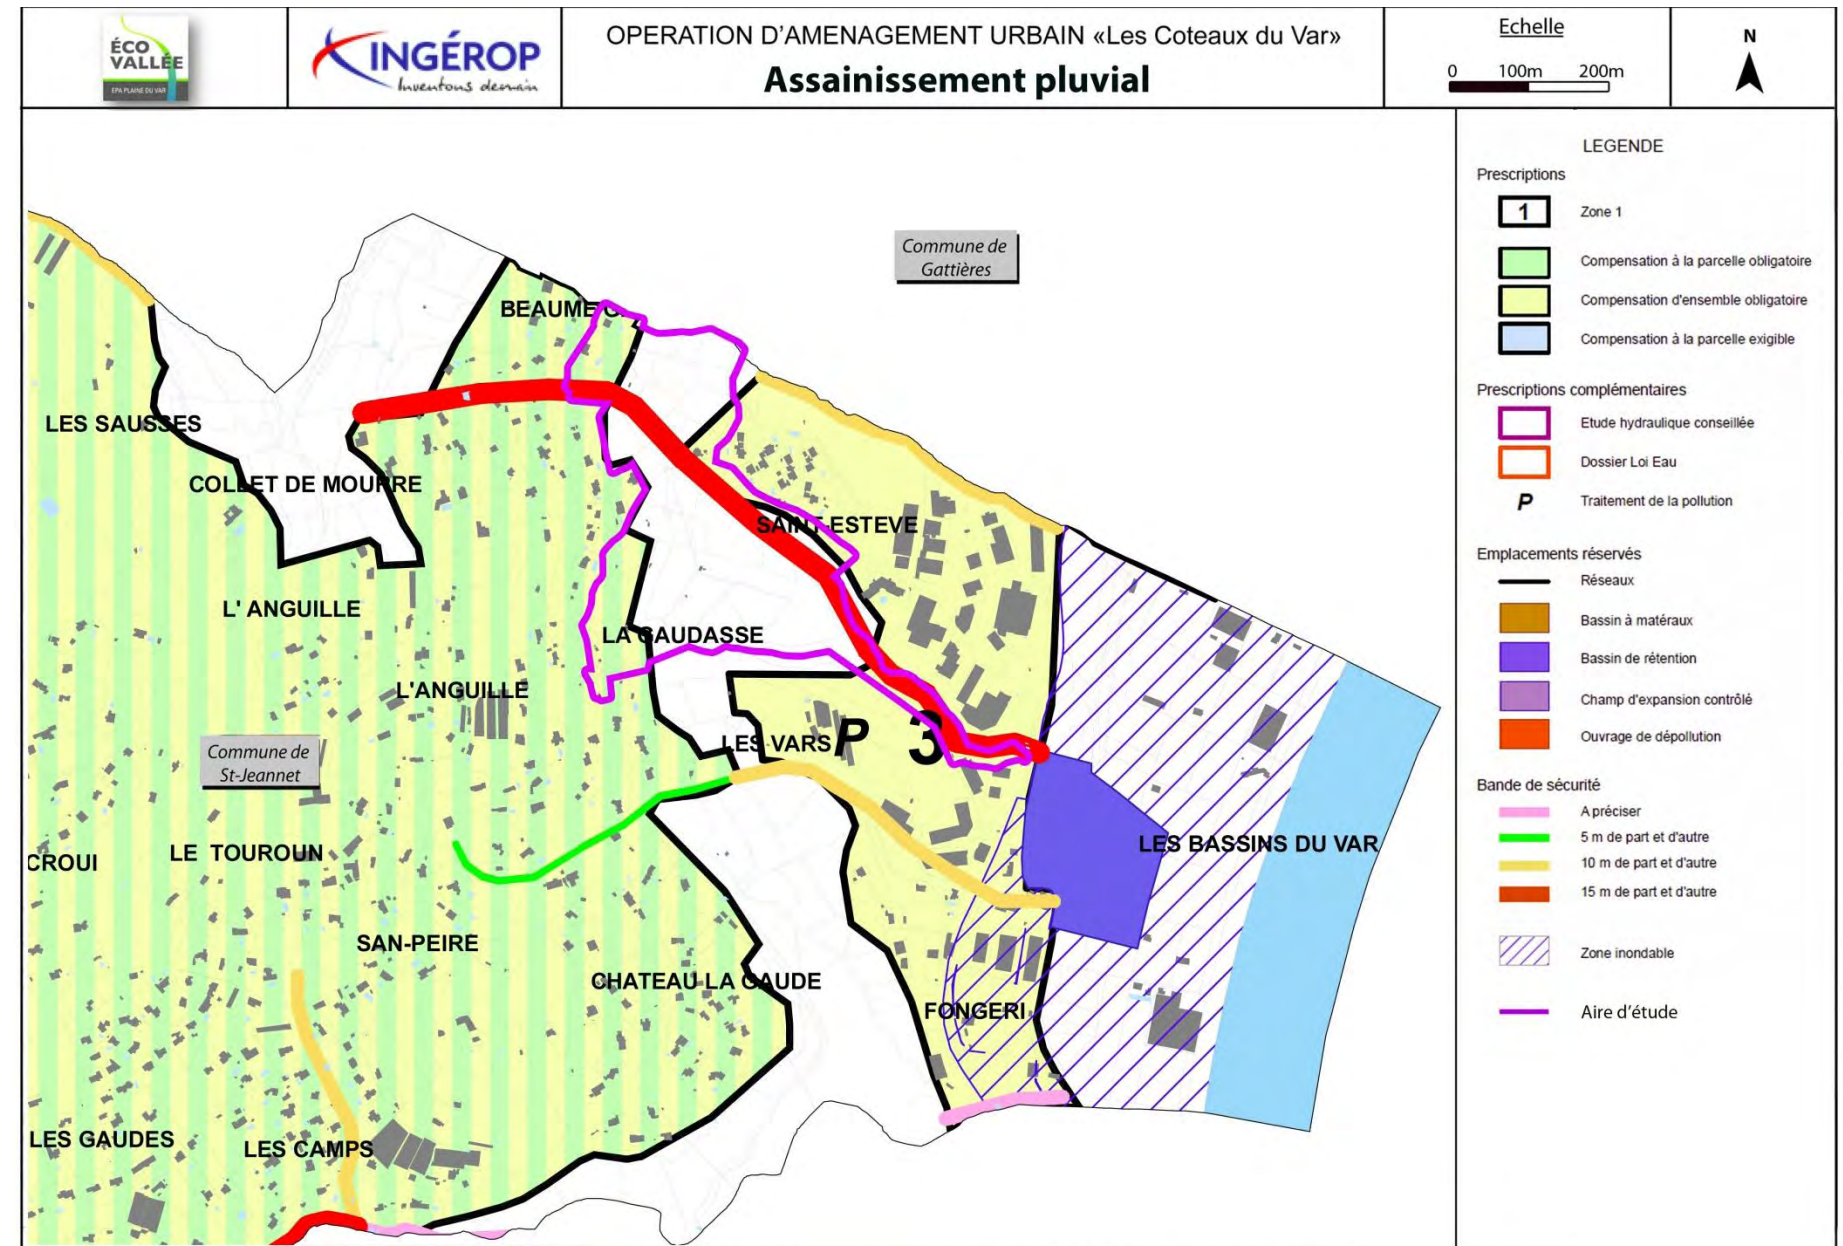 ÉCO
VALLÉE
EPA PLAINE DU VAR
INGÉROP
Inventons demain
OPERATION D'AMENAGEMENT URBAIN «Les Coteaux du Var»
Assainissement pluvial
Echelle
0 100m 200m
N
Commune de
Gattières
BEAUME G
LES SAUSSES
COLLET DE MOURRE
SAINT-ESTEVE
L' ANGUILLE
LA GAUDASSE
L'ANGUILLE
LES VARS
P 3
Commune de
St-Jeannet
LES BASSINS DU VAR
CROUI
LE TOUROUN
SAN-PEIRE
CHATEAU LA GAUDE
FONGERI
LES GAUDES
LES CAMPS
LEGENDE
Prescriptions
1 Zone 1
Compensation à la parcelle obligatoire
Compensation d'ensemble obligatoire
Compensation à la parcelle exigible
Prescriptions complémentaires
Etude hydraulique conseillée
Dossier Loi Eau
P Traitement de la pollution
Emplacements réservés
Réseaux
Bassin à matéraux
Bassin de rétention
Champ d'expansion contrôlé
Ouvrage de dépollution
Bande de sécurité
A préciser
5 m de part et d'autre
10 m de part et d'autre
15 m de part et d'autre
Zone inondable
Aire d'étude